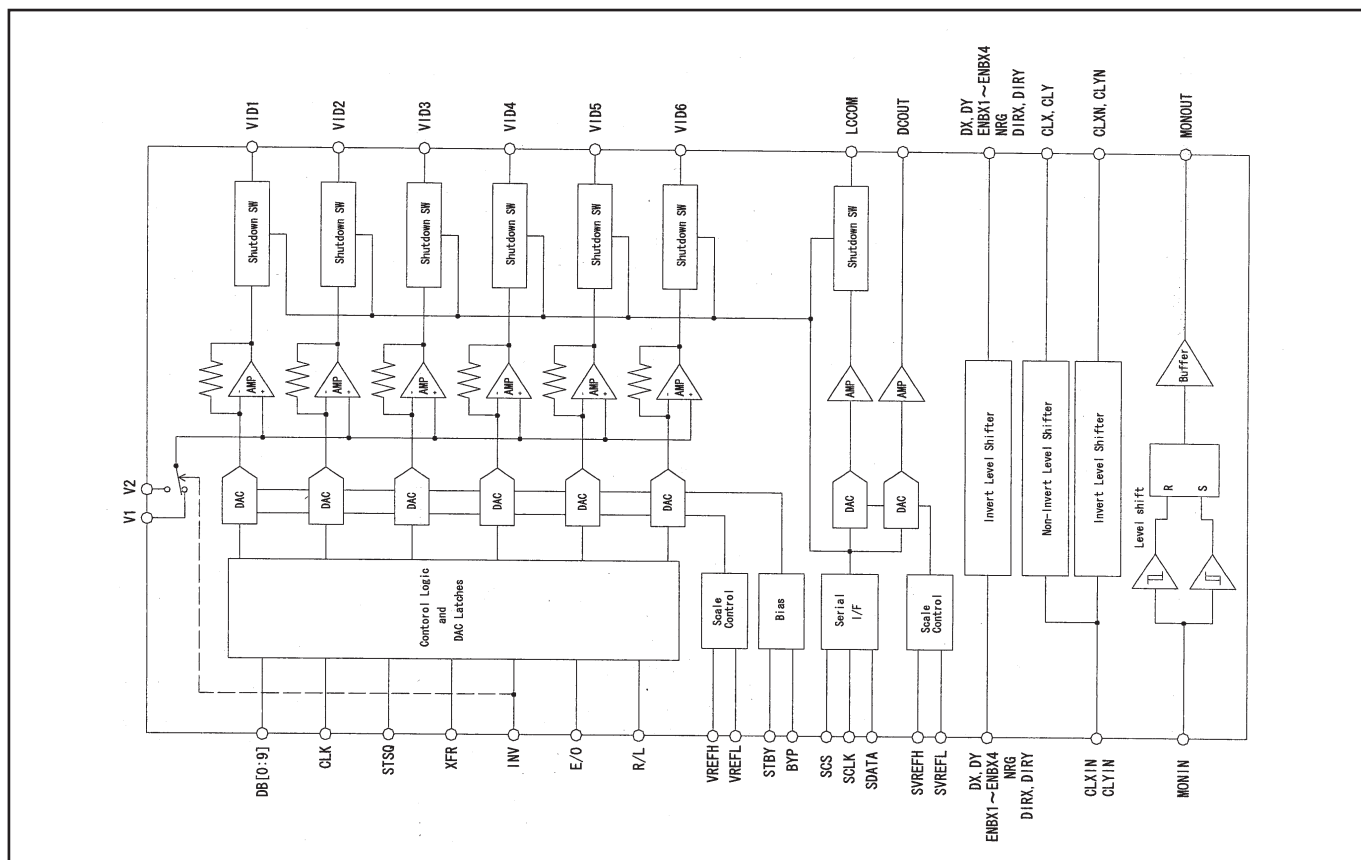 V2
V1
VID1
VID2
VID3
VID4
VID5
VID6
LCCOM
DCOUT
DX, DY
ENBX1~ENBX4
NRG
DIRX, DIRY
CLX, CLY
CLXN, CLYN
MONOUT
Shutdown SW
Shutdown SW
Shutdown SW
Shutdown SW
Shutdown SW
Shutdown SW
Shutdown SW
- AMP +
- AMP +
- AMP +
- AMP +
- AMP +
- AMP +
AMP
AMP
Buffer
DAC
DAC
DAC
DAC
DAC
DAC
DAC
DAC
Invert Level Shifter
Non-Invert Level Shifter
Invert Level Shifter
Level shift
R
S
Contorol Logic
and
DAC Latches
Scale
Control
Bias
Serial
I/F
Scale
Control
DB[0:9]
CLK
STSQ
XFR
INV
E/O
R/L
VREFH
VREFL
STBY
BYP
SCS
SCLK
SDATA
SVREFH
SVREFL
DX, DY
ENBX1~ENBX4
NRG
DIRX, DIRY
CLXIN
CLYIN
MONIN